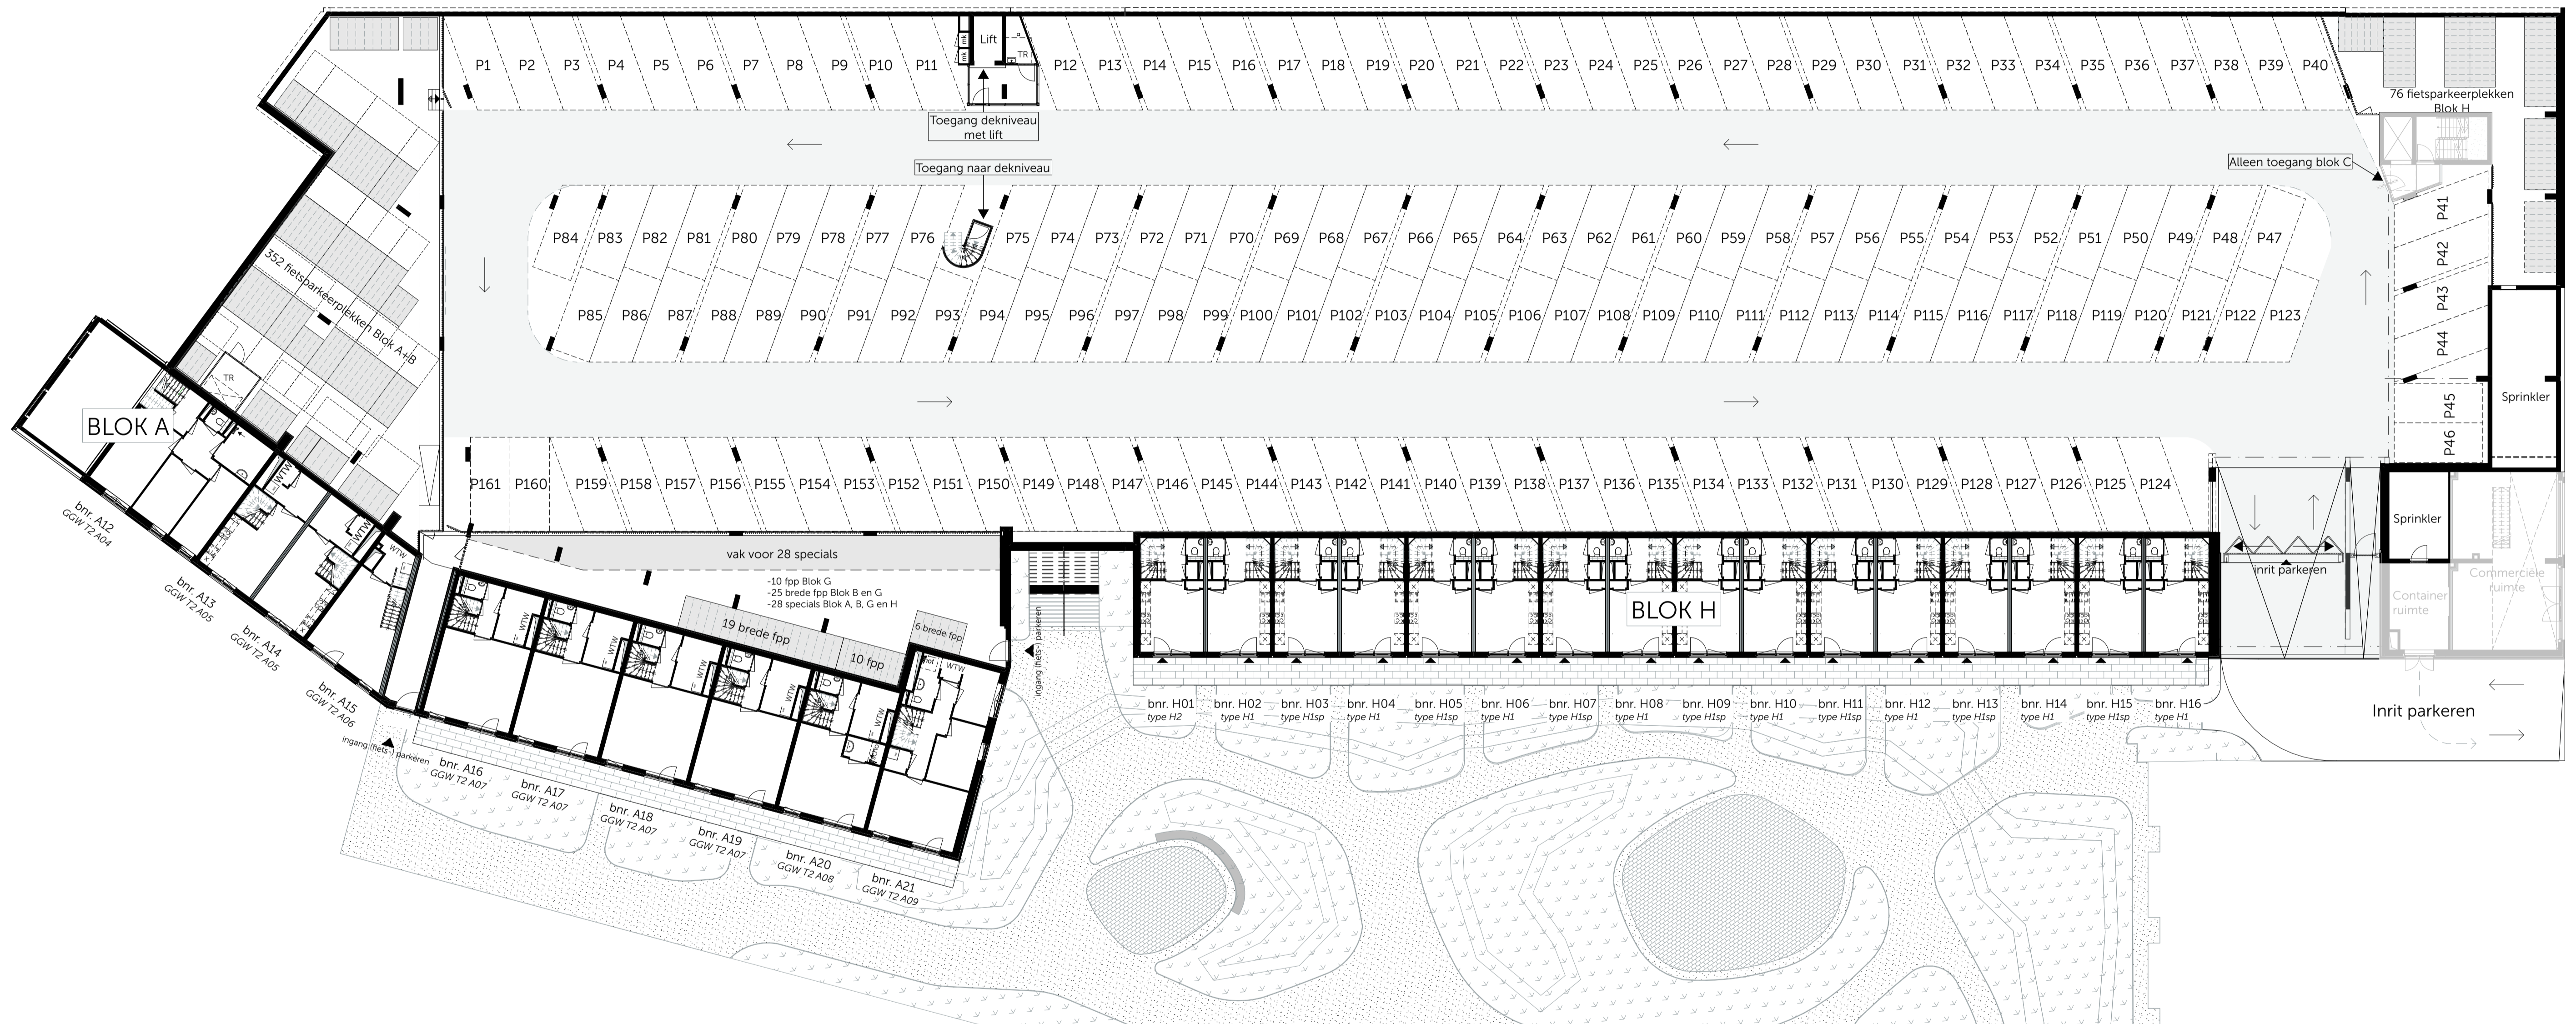 P1 P2 P3 P4 P5 P6 P7 P8 P9 P10 P11
mk
mk
Lift
TR
P12 P13 P14 P15 P16 P17 P18 P19 P20 P21 P22 P23 P24 P25 P26 P27 P28 P29 P30 P31 P32 P33 P34 P35 P36 P37 P38 P39 P40
76 fietsparkeerplekken
Blok H
Toegang dekniveau
met lift
Toegang naar dekniveau
Alleen toegang blok C
P84 P83 P82 P81 P80 P79 P78 P77 P76 P75 P74 P73 P72 P71 P70 P69 P68 P67 P66 P65 P64 P63 P62 P61 P60 P59 P58 P57 P56 P55 P54 P53 P52 P51 P50 P49 P48 P47
P41
P42
P43
P44
P45
P46
P85 P86 P87 P88 P89 P90 P91 P92 P93 P94 P95 P96 P97 P98 P99 P100 P101 P102 P103 P104 P105 P106 P107 P108 P109 P110 P111 P112 P113 P114 P115 P116 P117 P118 P119 P120 P121 P122 P123
352 fietsparkeerplekken Blok A+B
TR
BLOK A
Sprinkler
P161 P160 P159 P158 P157 P156 P155 P154 P153 P152 P151 P150 P149 P148 P147 P146 P145 P144 P143 P142 P141 P140 P139 P138 P137 P136 P135 P134 P133 P132 P131 P130 P129 P128 P127 P126 P125 P124
WTW
WTW
WTW
Sprinkler
inrit parkeren
Commerciële
ruimte
Container
ruimte
vak voor 28 specials
-10 fpp Blok G
-25 brede fpp Blok B en G
-28 specials Blok A, B, G en H
19 brede fpp
10 fpp
6 brede fpp
WTW
WTW
WTW
WTW
WTW
WTW
ingang (fiets-) parkeren
BLOK H
bnr. A12
GGW T2 A04
bnr. A13
GGW T2 A05
bnr. A14
GGW T2 A05
bnr. A15
GGW T2 A06
ingang (fiets-) parkeren
bnr. A16
GGW T2 A07
bnr. A17
GGW T2 A07
bnr. A18
GGW T2 A07
bnr. A19
GGW T2 A07
bnr. A20
GGW T2 A08
bnr. A21
GGW T2 A09
bnr. H01
type H2
bnr. H02
type H1
bnr. H03
type H1sp
bnr. H04
type H1
bnr. H05
type H1sp
bnr. H06
type H1
bnr. H07
type H1sp
bnr. H08
type H1
bnr. H09
type H1sp
bnr. H10
type H1
bnr. H11
type H1sp
bnr. H12
type H1
bnr. H13
type H1sp
bnr. H14
type H1
bnr. H15
type H1sp
bnr. H16
type H1
Inrit parkeren